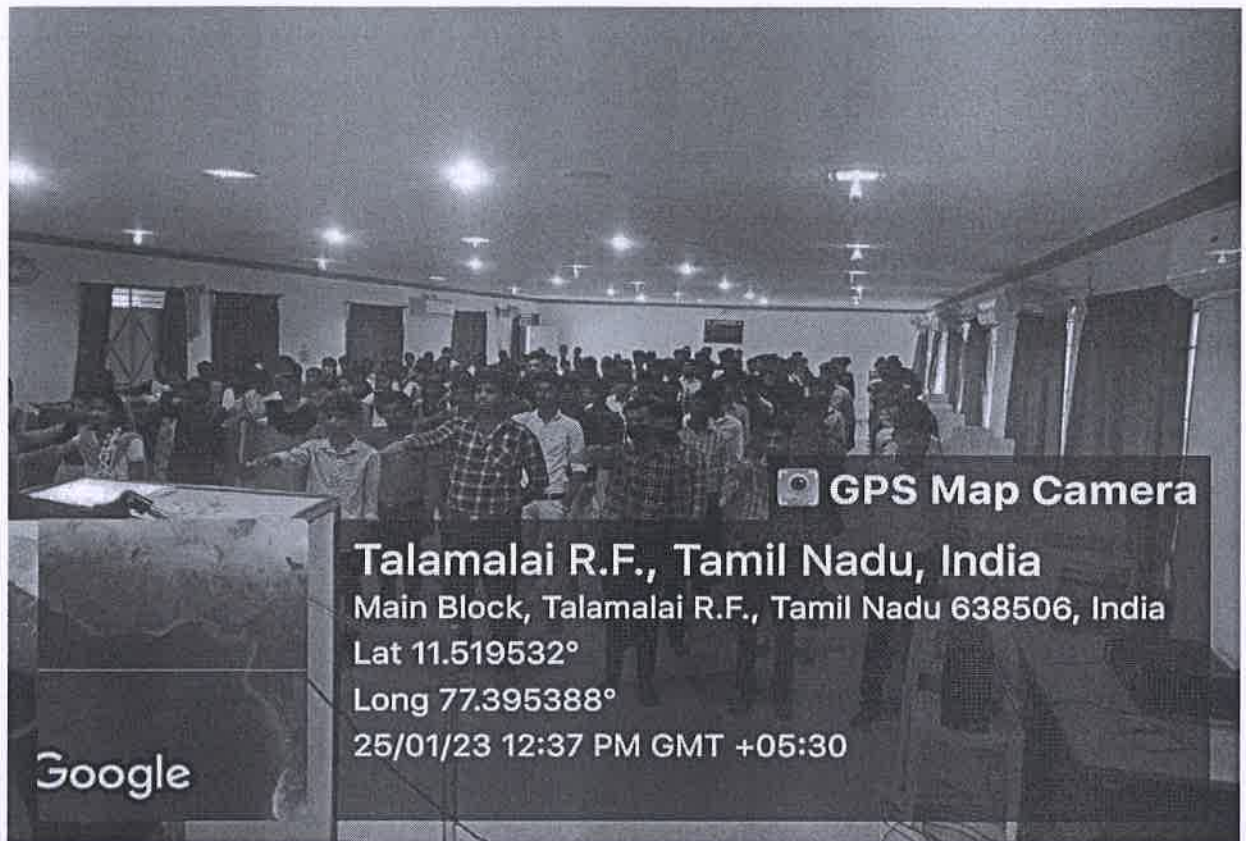 GPS Map Camera
Talamalai R.F., Tamil Nadu, India
Main Block, Talamalai R.F., Tamil Nadu 638506, India
Lat 11.519532°
Long 77.395388°
25/01/23 12:37 PM GMT +05:30
Google